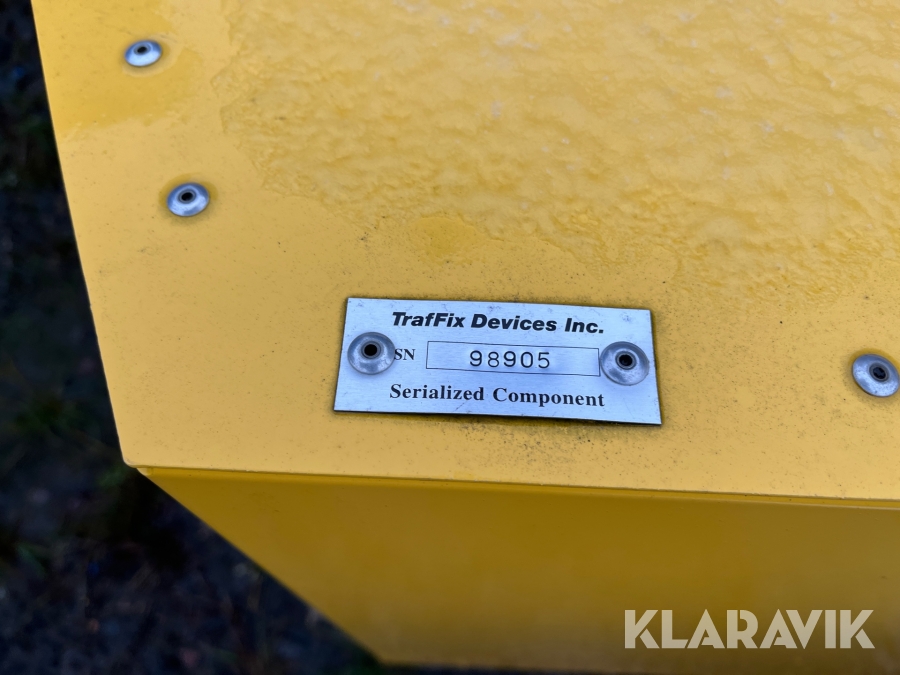 TrafFix Devices Inc.
SN 98905
Serialized Component
KLARAVIK